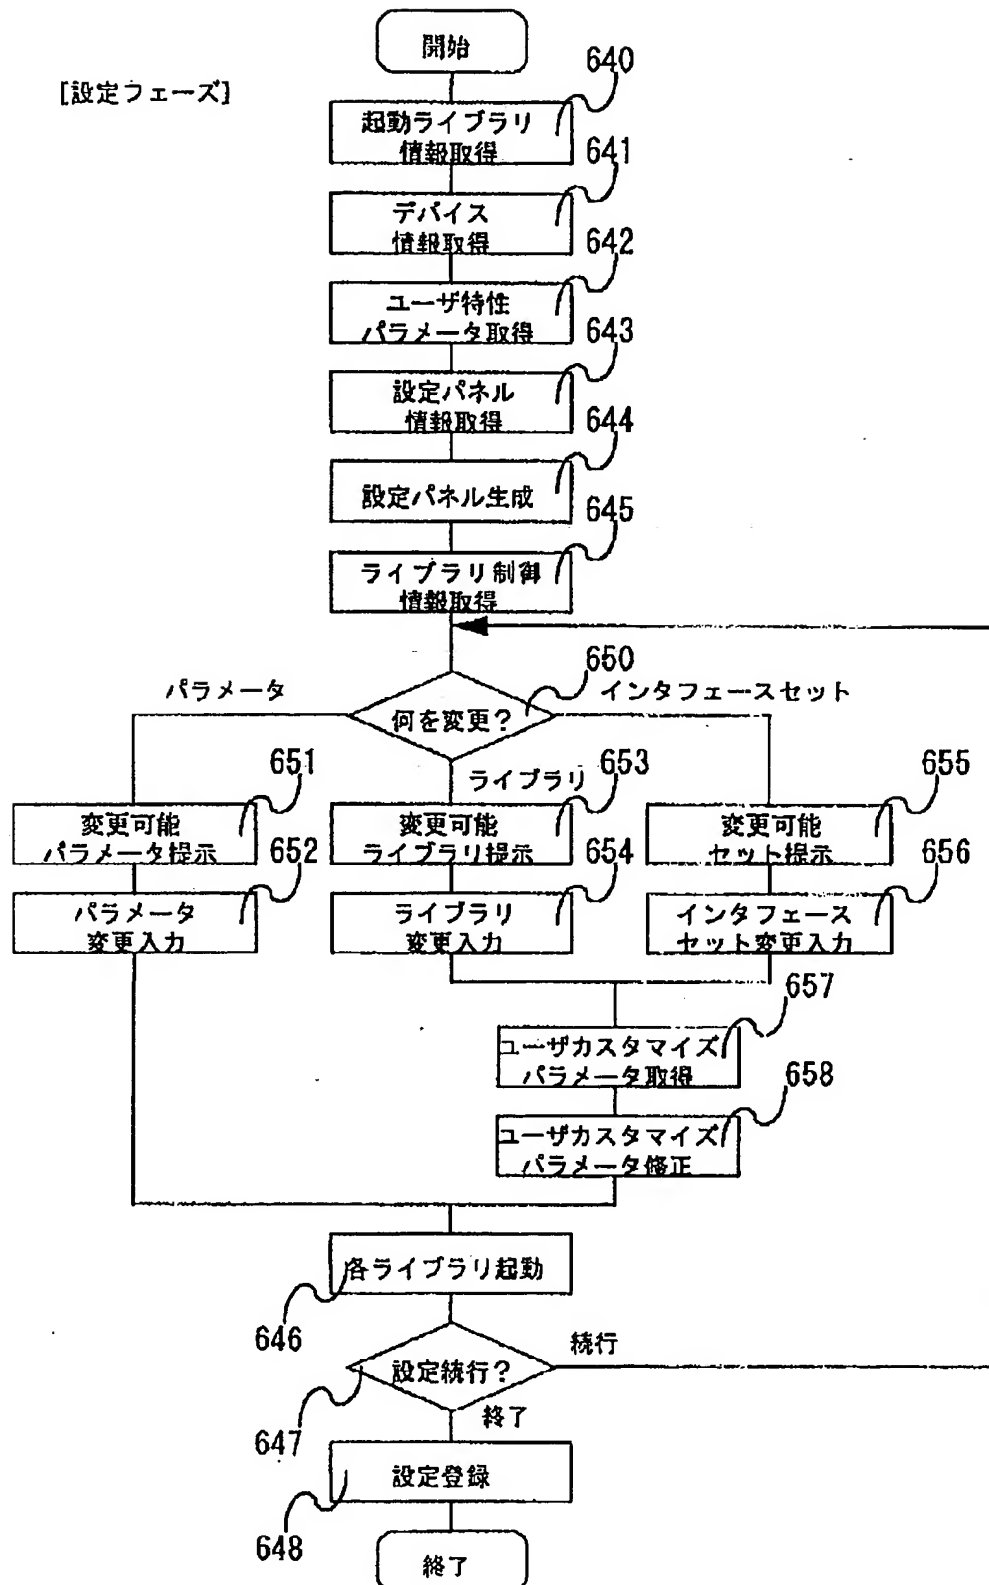 開始
[設定フェーズ]
640
起動ライブラリ
情報取得
641
デバイス
情報取得
642
ユーザ特性
パラメータ取得
643
設定パネル
情報取得
644
設定パネル生成
645
ライブラリ制御
情報取得
650
パラメータ
何を変更?
インタフェースセット
ライブラリ
651
変更可能
パラメータ提示
653
変更可能
ライブラリ提示
655
変更可能
セット提示
652
パラメータ
変更入力
654
ライブラリ
変更入力
656
インタフェース
セット変更入力
657
ユーザカスタマイズ
パラメータ取得
658
ユーザカスタマイズ
パラメータ修正
各ライブラリ起動
646
設定続行?
続行
終了
647
設定登録
648
終了